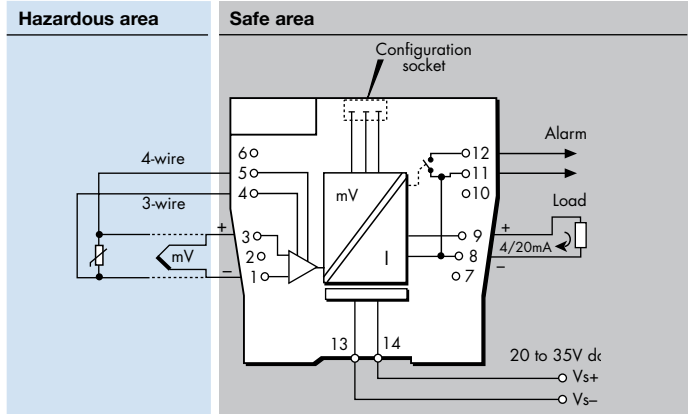 Hazardous area
Safe area
Configuration
socket
Alarm
4-wire
3-wire
6
5
4
3
2
1
mV
mV
I
12
11
10
9
8
7
Load
4/20mA
+
–
+
–
13
14
20 to 35V dc
Vs+
Vs–